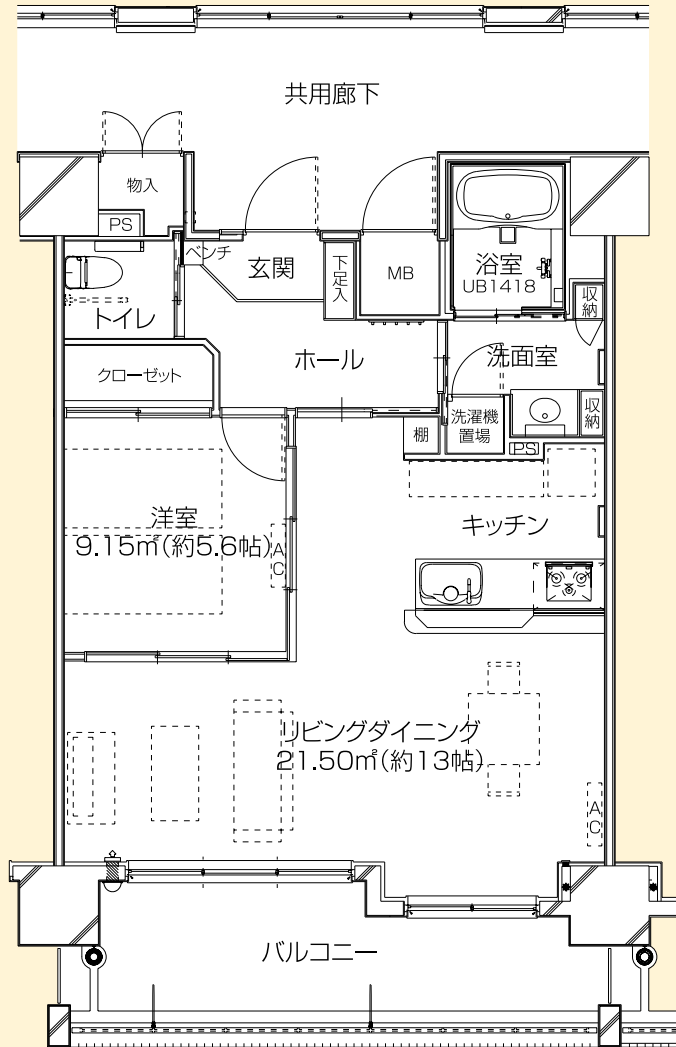 共用廊下
物入
PS
ベンチ
玄関
下足入
MB
浴室
UB1418
収納
トイレ
ホール
洗面室
クローゼット
棚
洗濯機
置場
収納
PS
洋室
9.15㎡(約5.6帖)
AC
キッチン
リビングダイニング
21.50㎡(約13帖)
AC
バルコニー